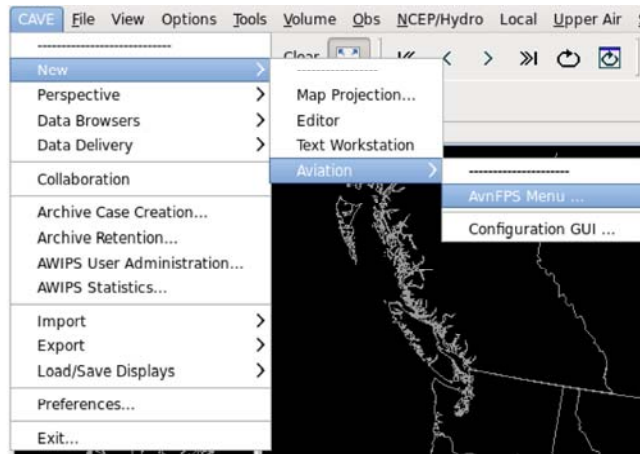 CAVE File View Options Tools Volume Obs NCEP/Hydro Local Upper Air
Clear
New
Perspective
Data Browsers
Data Delivery
Collaboration
Archive Case Creation...
Archive Retention...
AWIPS User Administration...
AWIPS Statistics...
Import
Export
Load/Save Displays
Preferences...
Exit...
Map Projection...
Editor
Text Workstation
Aviation
AvnFPS Menu ...
Configuration GUI ...